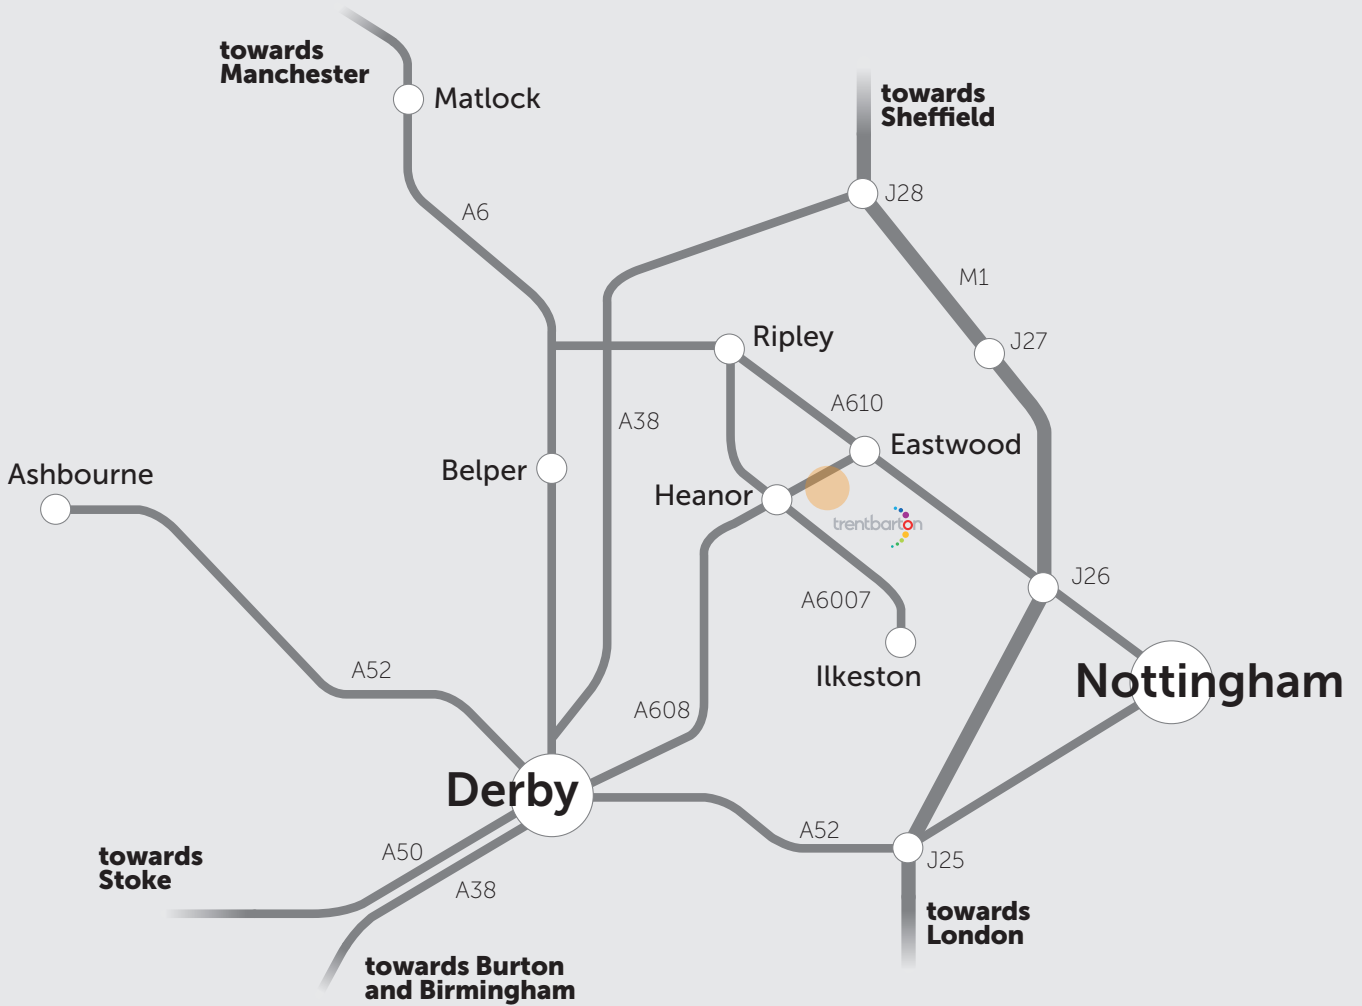 towards
Manchester
Matlock
towards
Sheffield
J28
A6
M1
Ripley
J27
A610
A38
Eastwood
Belper
Ashbourne
Heanor
trentbarton
J26
A6007
Ilkeston
A52
Nottingham
A608
Derby
A52
A50
J25
towards
Stoke
A38
towards
London
towards Burton
and Birmingham